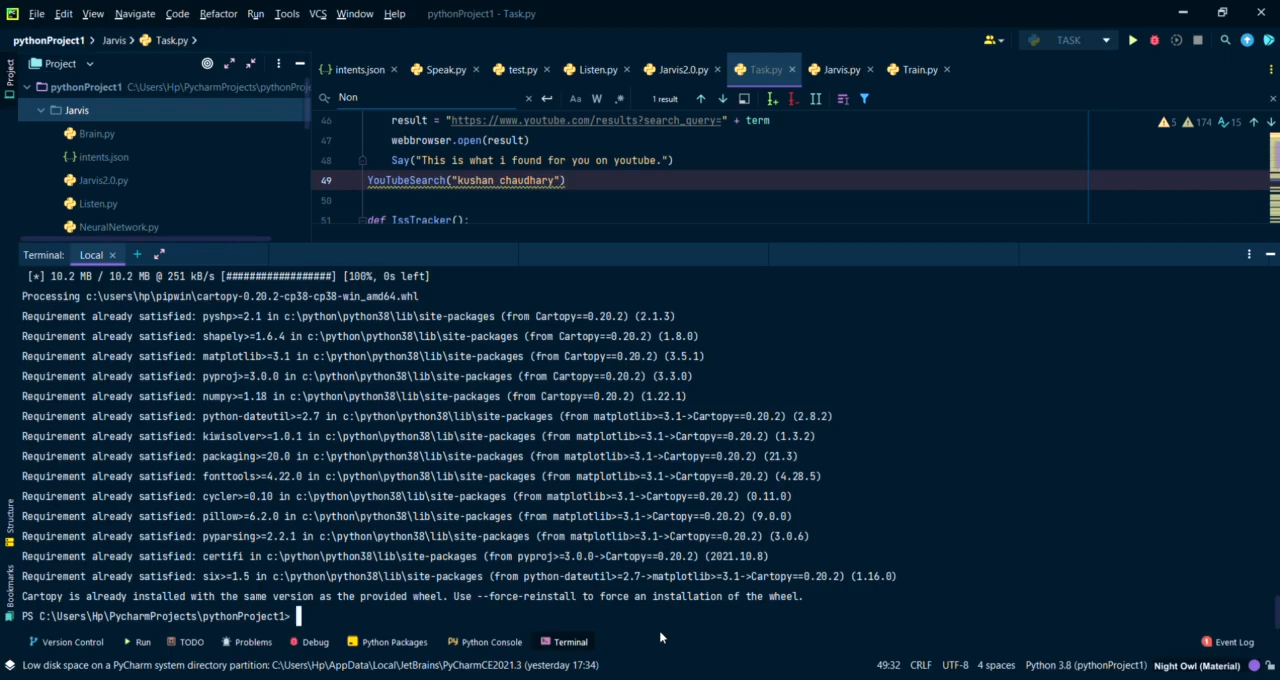 File Edit View Navigate Code Refactor Run Tools VCS Window Help pythonProject1 - Task.py
pythonProject1 Jarvis Task.py TASK
Project intents.json Speak.py test.py Listen.py Jarvis2.0.py Task.py Jarvis.py Train.py
Project
pythonProject1 C:\Users\Hp\PycharmProjects\pythonProje
Non Aa W .* 1 result
Jarvis
Brain.py
intents.json
Jarvis2.0.py
Listen.py
NeuralNetwork.py
46 result = "https://www.youtube.com/results?search_query=" + term 5 174 15
47 webbrowser.open(result)
48 Say("This is what i found for you on youtube.")
49 YouTubeSearch("kushan chaudhary")
50
51 def IssTracker():
Terminal: Local
[*] 10.2 MB / 10.2 MB @ 251 kB/s [##################] [100%, 0s left]
Processing c:\users\hp\pipwin\cartopy-0.20.2-cp38-cp38-win_amd64.whl
Requirement already satisfied: pyshp>=2.1 in c:\python\python38\lib\site-packages (from Cartopy==0.20.2) (2.1.3)
Requirement already satisfied: shapely>=1.6.4 in c:\python\python38\lib\site-packages (from Cartopy==0.20.2) (1.8.0)
Requirement already satisfied: matplotlib>=3.1 in c:\python\python38\lib\site-packages (from Cartopy==0.20.2) (3.5.1)
Requirement already satisfied: pyproj>=3.0.0 in c:\python\python38\lib\site-packages (from Cartopy==0.20.2) (3.3.0)
Requirement already satisfied: numpy>=1.18 in c:\python\python38\lib\site-packages (from Cartopy==0.20.2) (1.22.1)
Requirement already satisfied: python-dateutil>=2.7 in c:\python\python38\lib\site-packages (from matplotlib>=3.1->Cartopy==0.20.2) (2.8.2)
Requirement already satisfied: kiwisolver>=1.0.1 in c:\python\python38\lib\site-packages (from matplotlib>=3.1->Cartopy==0.20.2) (1.3.2)
Requirement already satisfied: packaging>=20.0 in c:\python\python38\lib\site-packages (from matplotlib>=3.1->Cartopy==0.20.2) (21.3)
Requirement already satisfied: fonttools>=4.22.0 in c:\python\python38\lib\site-packages (from matplotlib>=3.1->Cartopy==0.20.2) (4.28.5)
Requirement already satisfied: cycler>=0.10 in c:\python\python38\lib\site-packages (from matplotlib>=3.1->Cartopy==0.20.2) (0.11.0)
Requirement already satisfied: pillow>=6.2.0 in c:\python\python38\lib\site-packages (from matplotlib>=3.1->Cartopy==0.20.2) (9.0.0)
Requirement already satisfied: pyparsing>=2.2.1 in c:\python\python38\lib\site-packages (from matplotlib>=3.1->Cartopy==0.20.2) (3.0.6)
Requirement already satisfied: certifi in c:\python\python38\lib\site-packages (from pyproj>=3.0.0->Cartopy==0.20.2) (2021.10.8)
Requirement already satisfied: six>=1.5 in c:\python\python38\lib\site-packages (from python-dateutil>=2.7->matplotlib>=3.1->Cartopy==0.20.2) (1.16.0)
Cartopy is already installed with the same version as the provided wheel. Use --force-reinstall to force an installation of the wheel.
PS C:\Users\Hp\PycharmProjects\pythonProject1>
Structure
Bookmarks
Version Control Run TODO Problems Debug Python Packages Python Console Terminal 1 Event Log
Low disk space on a PyCharm system directory partition: C:\Users\Hp\AppData\Local\JetBrains\PyCharmCE2021.3 (yesterday 17:34) 49:32 CRLF UTF-8 4 spaces Python 3.8 (pythonProject1) Night Owl (Material)